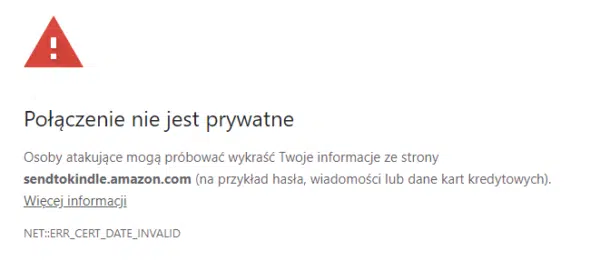 Połączenie nie jest prywatne
Osoby atakujące mogą próbować wykraść Twoje informacje ze strony
sendtokindle.amazon.com (na przykład hasła, wiadomości lub dane kart kredytowych).
Więcej informacji
NET::ERR_CERT_DATE_INVALID